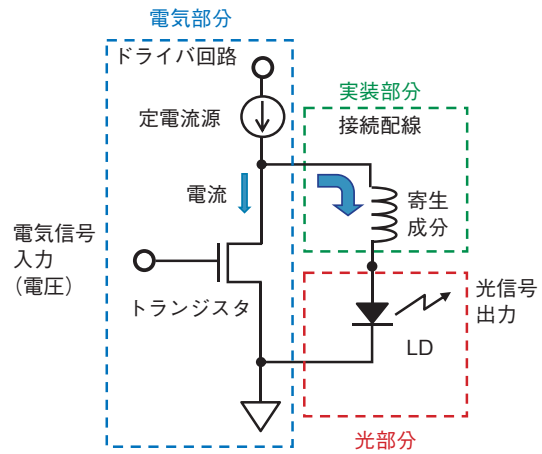 電気部分
ドライバ回路
定電流源
実装部分
接続配線
電流
寄生
成分
電気信号
入力
（電圧）
トランジスタ
光信号
出力
LD
光部分